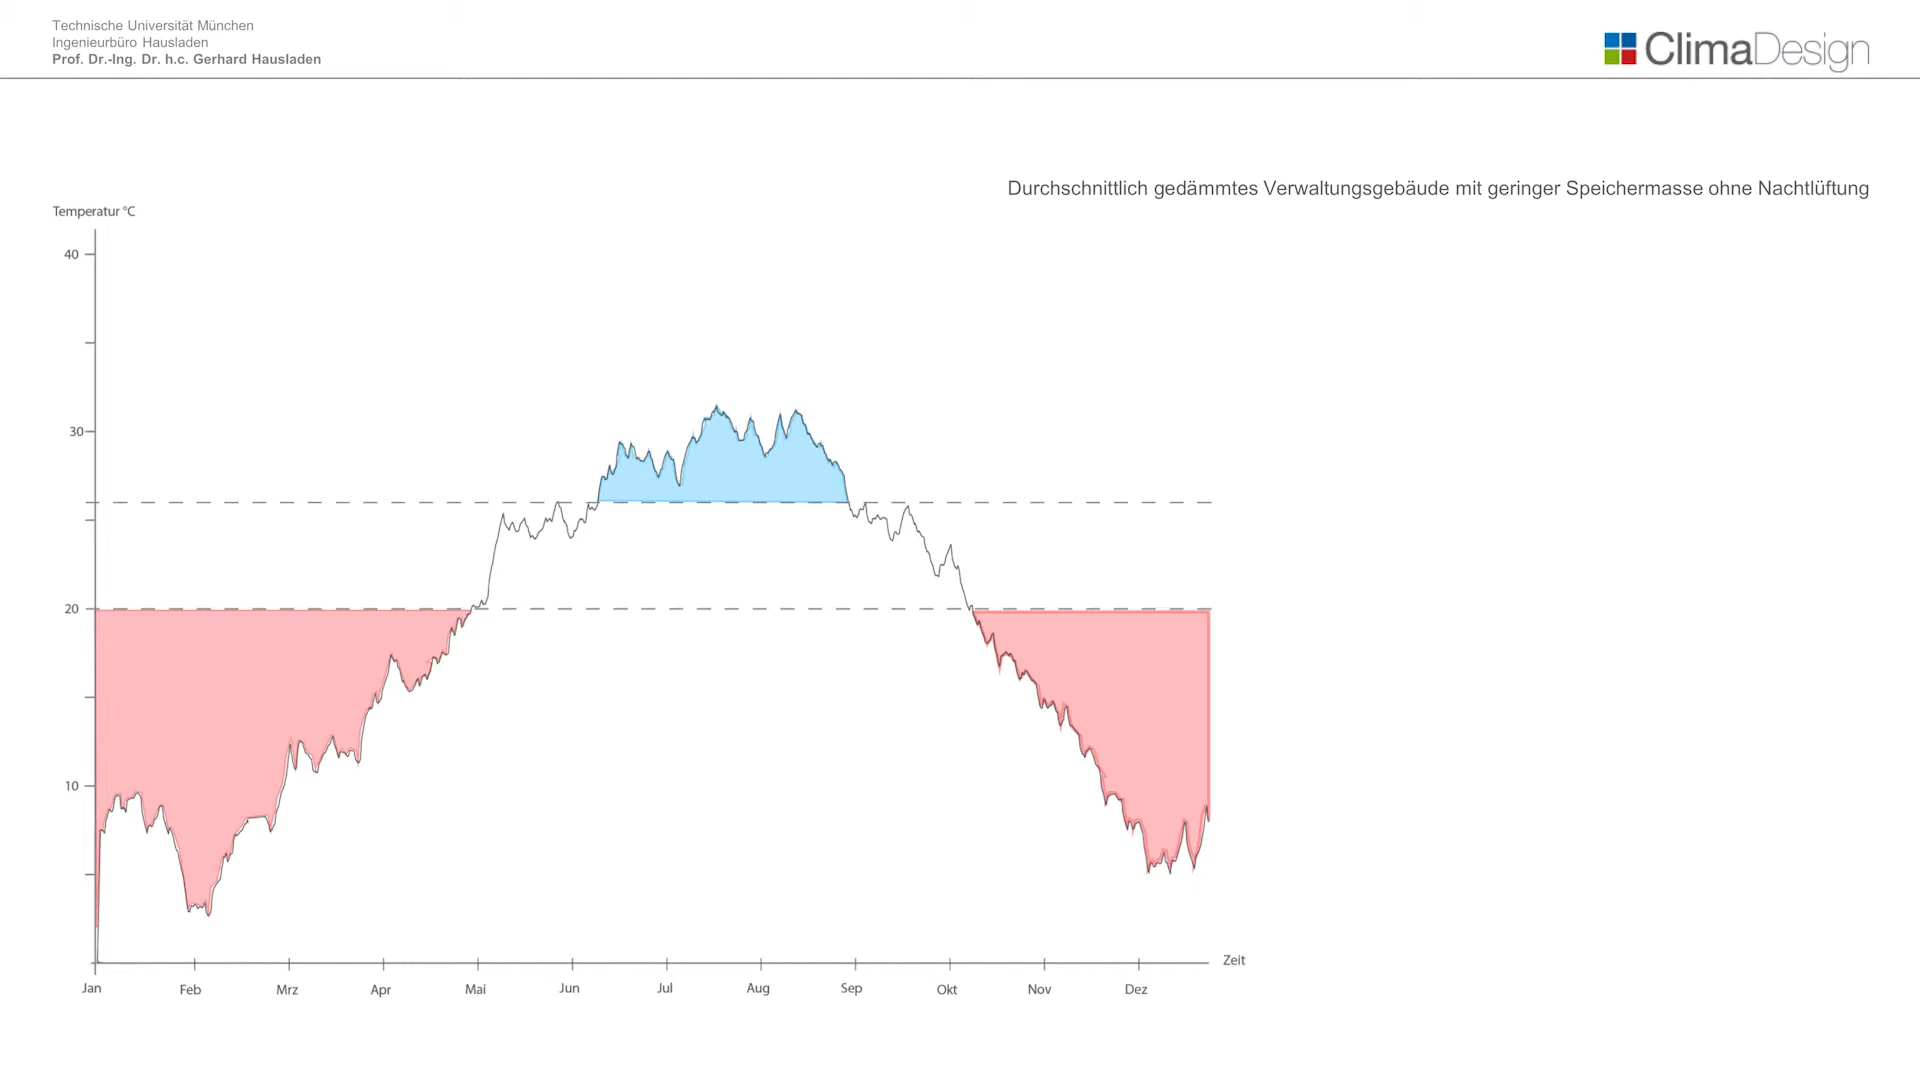 Technische Universität München
Ingenieurbüro Hausladen
Prof. Dr.-Ing. Dr. h.c. Gerhard Hausladen
ClimaDesign
Durchschnittlich gedämmtes Verwaltungsgebäude mit geringer Speichermasse ohne Nachtlüftung
Temperatur °C
40
30
20
10
Zeit
Jan Feb Mrz Apr Mai Jun Jul Aug Sep Okt Nov Dez